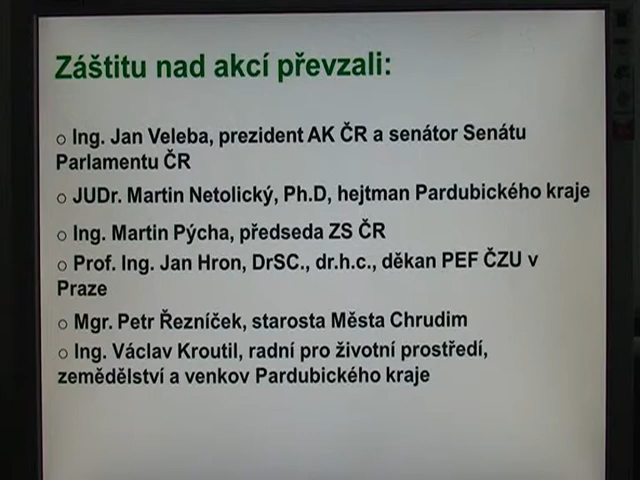 Záštitu nad akcí převzali:
○ Ing. Jan Veleba, prezident AK ČR a senátor Senátu
Parlamentu ČR
○ JUDr. Martin Netolický, Ph.D, hejtman Pardubického kraje
○ Ing. Martin Pýcha, předseda ZS ČR
○ Prof. Ing. Jan Hron, DrSC., dr.h.c., děkan PEF ČZU v
Praze
○ Mgr. Petr Řezníček, starosta Města Chrudim
○ Ing. Václav Kroutil, radní pro životní prostředí,
zemědělství a venkov Pardubického kraje